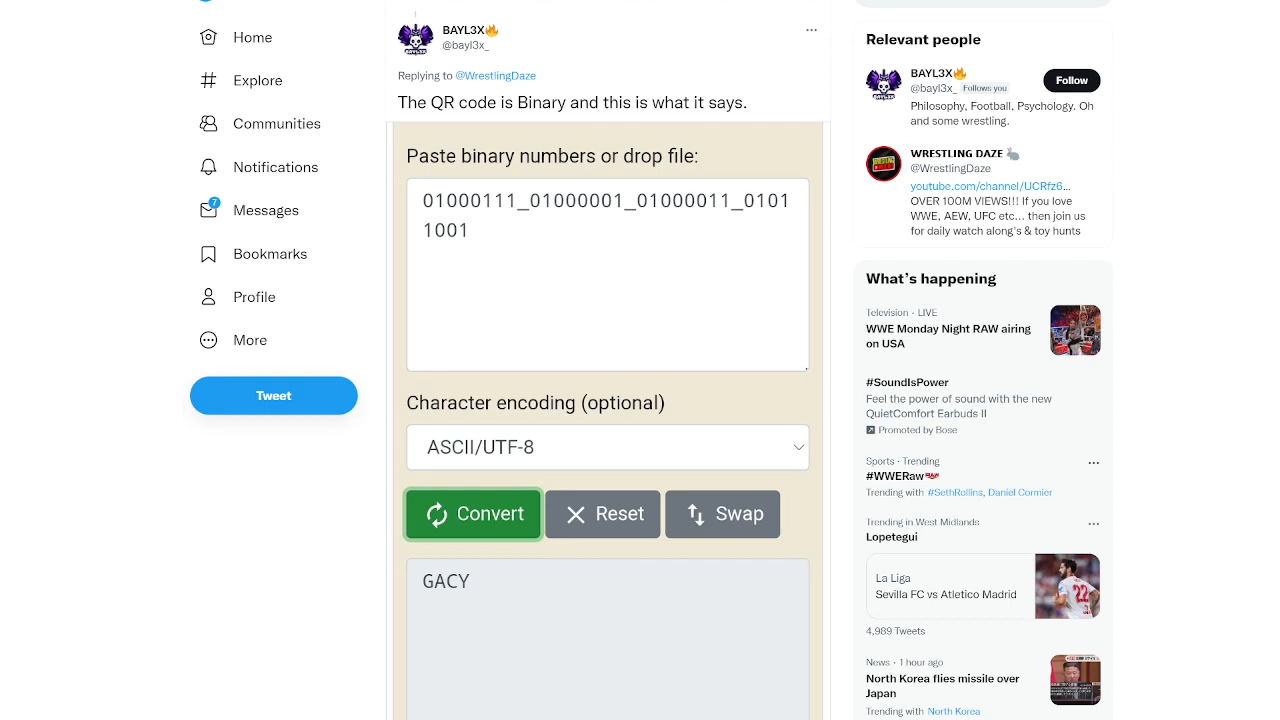 Home
Explore
Communities
Notifications
7
Messages
Bookmarks
Profile
More
Tweet
BAYL3X🔥
@bayl3x_
Replying to @WrestlingDaze
The QR code is Binary and this is what it says.
Paste binary numbers or drop file:
01000111_01000001_01000011_0101
1001
Character encoding (optional)
ASCII/UTF-8
Convert
Reset
Swap
GACY
Relevant people
BAYL3X🔥
@bayl3x_ Follows you
Follow
Philosophy, Football, Psychology. Oh
and some wrestling.
WRESTLING DAZE 🐇
@WrestlingDaze
youtube.com/channel/UCRfz6...
OVER 100M VIEWS!!! If you love
WWE, AEW, UFC etc... then join us
for daily watch along's & toy hunts
What's happening
Television · LIVE
WWE Monday Night RAW airing
on USA
#SoundIsPower
Feel the power of sound with the new
QuietComfort Earbuds II
Promoted by Bose
Sports · Trending
#WWERaw
Trending with #SethRollins, Daniel Cormier
Trending in West Midlands
Lopetegui
La Liga
Sevilla FC vs Atletico Madrid
22
4,989 Tweets
News · 1 hour ago
North Korea flies missile over
Japan
Trending with North Korea